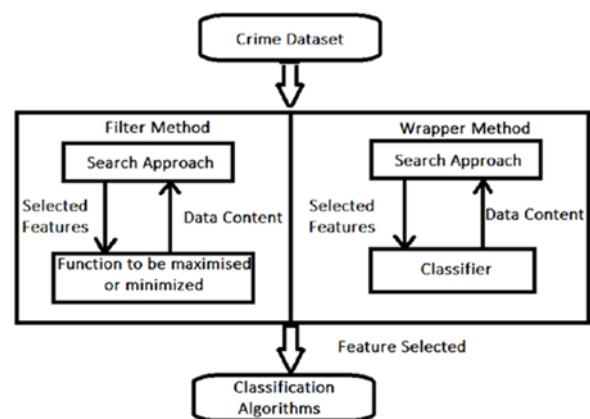 Crime Dataset
Filter Method
Search Approach
Selected
Features
Data Content
Function to be maximised
or minimized
Wrapper Method
Search Approach
Selected
Features
Data Content
Classifier
Feature Selected
Classification
Algorithms